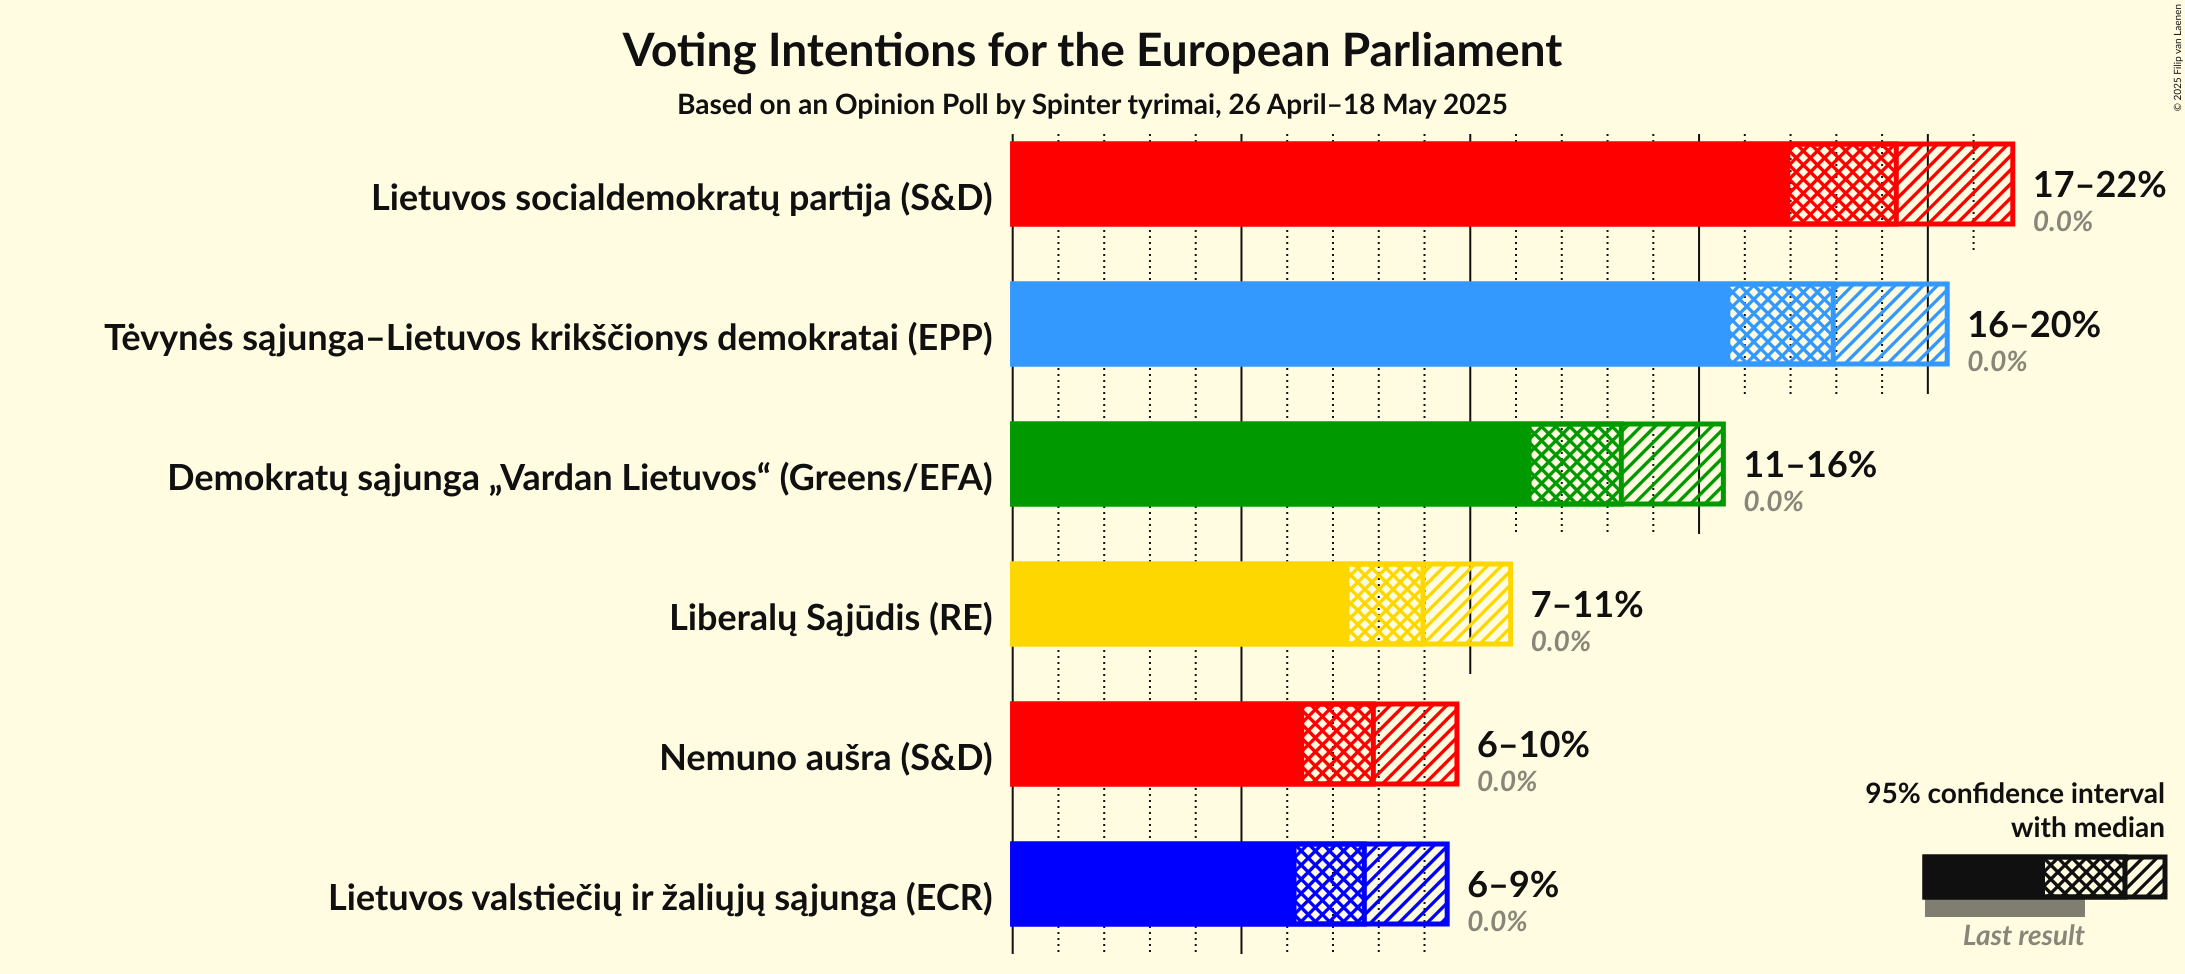 Voting Intentions for the European Parliament
Based on an Opinion Poll by Spinter tyrimai, 26 April–18 May 2025
© 2025 Filip van Laenen
Lietuvos socialdemokratų partija (S&D)
17–22%
0.0%
Tėvynės sąjunga–Lietuvos krikščionys demokratai (EPP)
16–20%
0.0%
Demokratų sąjunga „Vardan Lietuvos“ (Greens/EFA)
11–16%
0.0%
Liberalų Sąjūdis (RE)
7–11%
0.0%
Nemuno aušra (S&D)
6–10%
0.0%
Lietuvos valstiečių ir žaliųjų sąjunga (ECR)
6–9%
0.0%
95% confidence interval
with median
Last result